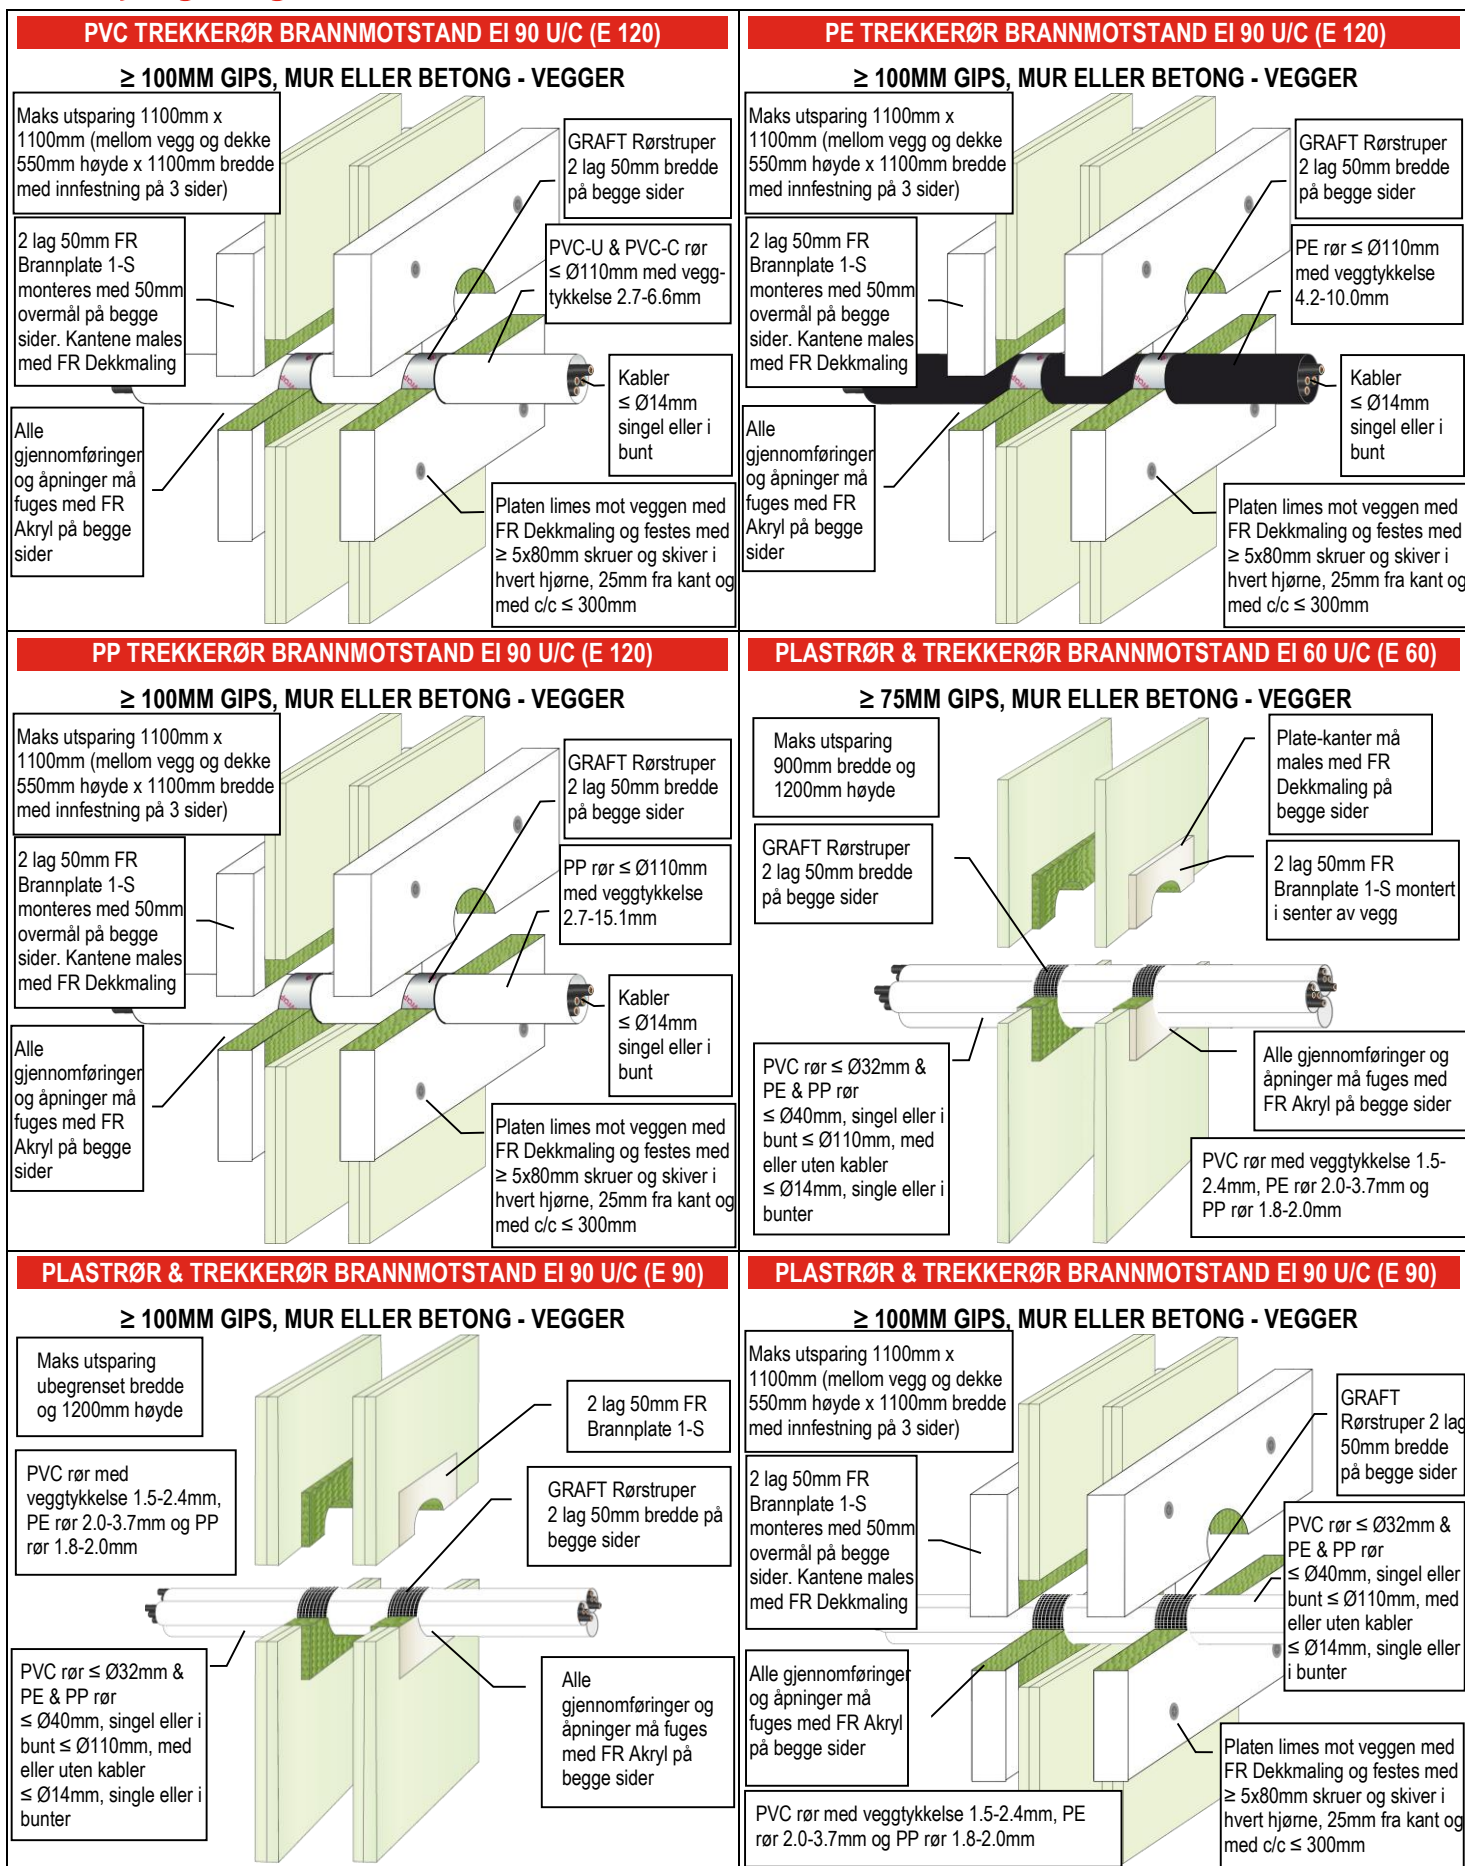 PVC TREKKERØR BRANNMOTSTAND EI 90 U/C (E 120)
≥ 100MM GIPS, MUR ELLER BETONG - VEGGER
Maks utsparing 1100mm x
1100mm (mellom vegg og dekke
550mm høyde x 1100mm bredde
med innfestning på 3 sider)
GRAFT Rørstruper
2 lag 50mm bredde
på begge sider
2 lag 50mm FR
Brannplate 1-S
monteres med 50mm
overmål på begge
sider. Kantene males
med FR Dekkmaling
PVC-U & PVC-C rør
≤ Ø110mm med vegg-
tykkelse 2.7-6.6mm
Kabler
≤ Ø14mm
singel eller i
bunt
Alle
gjennomføringer
og åpninger må
fuges med FR
Akryl på begge
sider
Platen limes mot veggen med
FR Dekkmaling og festes med
≥ 5x80mm skruer og skiver i
hvert hjørne, 25mm fra kant og
med c/c ≤ 300mm
PE TREKKERØR BRANNMOTSTAND EI 90 U/C (E 120)
≥ 100MM GIPS, MUR ELLER BETONG - VEGGER
Maks utsparing 1100mm x
1100mm (mellom vegg og dekke
550mm høyde x 1100mm bredde
med innfestning på 3 sider)
GRAFT Rørstruper
2 lag 50mm bredde
på begge sider
2 lag 50mm FR
Brannplate 1-S
monteres med 50mm
overmål på begge
sider. Kantene males
med FR Dekkmaling
PE rør ≤ Ø110mm
med veggtykkelse
4.2-10.0mm
Kabler
≤ Ø14mm
singel eller i
bunt
Alle
gjennomføringer
og åpninger må
fuges med FR
Akryl på begge
sider
Platen limes mot veggen med
FR Dekkmaling og festes med
≥ 5x80mm skruer og skiver i
hvert hjørne, 25mm fra kant og
med c/c ≤ 300mm
PP TREKKERØR BRANNMOTSTAND EI 90 U/C (E 120)
≥ 100MM GIPS, MUR ELLER BETONG - VEGGER
Maks utsparing 1100mm x
1100mm (mellom vegg og dekke
550mm høyde x 1100mm bredde
med innfestning på 3 sider)
GRAFT Rørstruper
2 lag 50mm bredde
på begge sider
2 lag 50mm FR
Brannplate 1-S
monteres med 50mm
overmål på begge
sider. Kantene males
med FR Dekkmaling
PP rør ≤ Ø110mm
med veggtykkelse
2.7-15.1mm
Kabler
≤ Ø14mm
singel eller i
bunt
Alle
gjennomføringer
og åpninger må
fuges med FR
Akryl på begge
sider
Platen limes mot veggen med
FR Dekkmaling og festes med
≥ 5x80mm skruer og skiver i
hvert hjørne, 25mm fra kant og
med c/c ≤ 300mm
PLASTRØR & TREKKERØR BRANNMOTSTAND EI 60 U/C (E 60)
≥ 75MM GIPS, MUR ELLER BETONG - VEGGER
Maks utsparing
900mm bredde og
1200mm høyde
Plate-kanter må
males med FR
Dekkmaling på
begge sider
GRAFT Rørstruper
2 lag 50mm bredde
på begge sider
2 lag 50mm FR
Brannplate 1-S montert
i senter av vegg
PVC rør ≤ Ø32mm &
PE & PP rør
≤ Ø40mm, singel eller i
bunt ≤ Ø110mm, med
eller uten kabler
≤ Ø14mm, single eller i
bunter
Alle gjennomføringer og
åpninger må fuges med
FR Akryl på begge sider
PVC rør med veggtykkelse 1.5-
2.4mm, PE rør 2.0-3.7mm og
PP rør 1.8-2.0mm
PLASTRØR & TREKKERØR BRANNMOTSTAND EI 90 U/C (E 90)
≥ 100MM GIPS, MUR ELLER BETONG - VEGGER
Maks utsparing
ubegrenset bredde
og 1200mm høyde
2 lag 50mm FR
Brannplate 1-S
PVC rør med
veggtykkelse 1.5-2.4mm,
PE rør 2.0-3.7mm og PP
rør 1.8-2.0mm
GRAFT Rørstruper
2 lag 50mm bredde på
begge sider
PVC rør ≤ Ø32mm &
PE & PP rør
≤ Ø40mm, singel eller i
bunt ≤ Ø110mm, med
eller uten kabler
≤ Ø14mm, single eller i
bunter
Alle
gjennomføringer og
åpninger må fuges
med FR Akryl på
begge sider
PLASTRØR & TREKKERØR BRANNMOTSTAND EI 90 U/C (E 90)
≥ 100MM GIPS, MUR ELLER BETONG - VEGGER
Maks utsparing 1100mm x
1100mm (mellom vegg og dekke
550mm høyde x 1100mm bredde
med innfestning på 3 sider)
GRAFT
Rørstruper 2 lag
50mm bredde
på begge sider
2 lag 50mm FR
Brannplate 1-S
monteres med 50mm
overmål på begge
sider. Kantene males
med FR Dekkmaling
PVC rør ≤ Ø32mm &
PE & PP rør
≤ Ø40mm, singel eller i
bunt ≤ Ø110mm, med
eller uten kabler
≤ Ø14mm, single eller
i bunter
Alle gjennomføringer
og åpninger må
fuges med FR Akryl
på begge sider
Platen limes mot veggen med
FR Dekkmaling og festes med
≥ 5x80mm skruer og skiver i
hvert hjørne, 25mm fra kant og
med c/c ≤ 300mm
PVC rør med veggtykkelse 1.5-2.4mm, PE
rør 2.0-3.7mm og PP rør 1.8-2.0mm